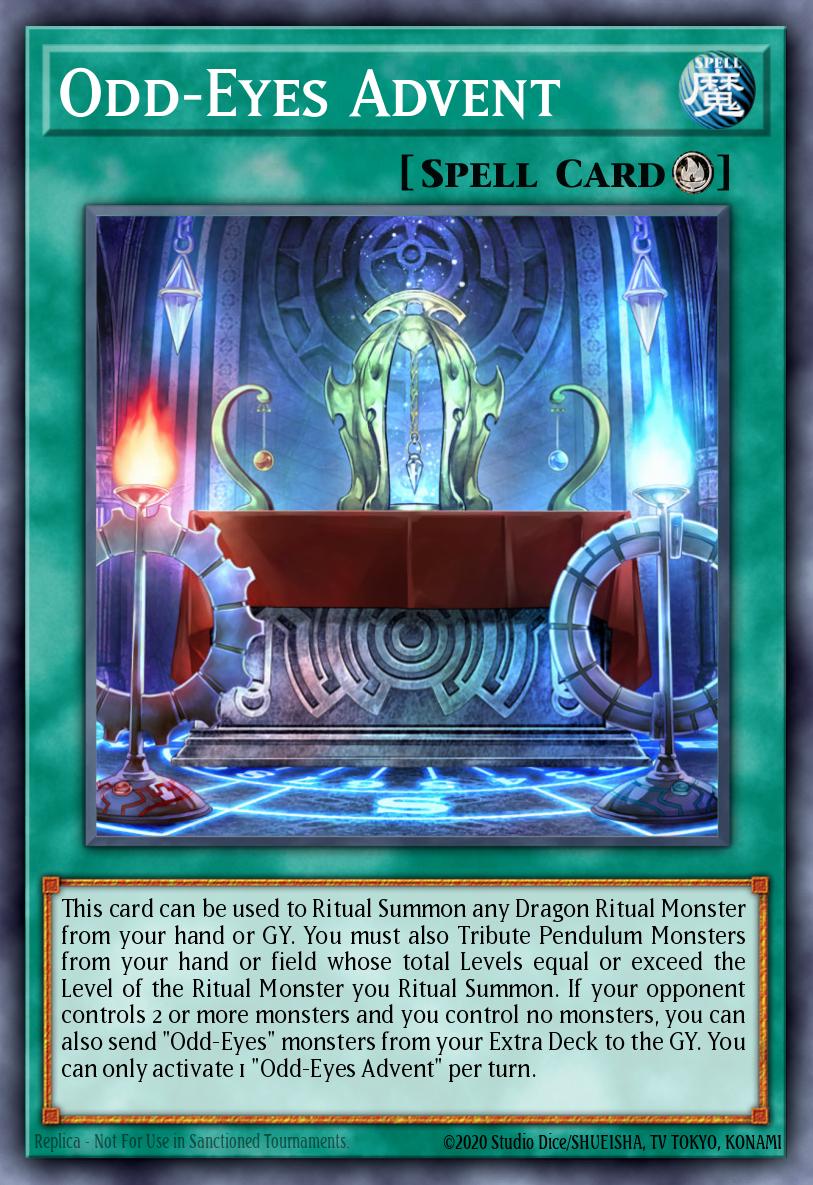 Odd-Eyes Advent
SPELL
魔
[Spell Card]
This card can be used to Ritual Summon any Dragon Ritual Monster
from your hand or GY. You must also Tribute Pendulum Monsters
from your hand or field whose total Levels equal or exceed the
Level of the Ritual Monster you Ritual Summon. If your opponent
controls 2 or more monsters and you control no monsters, you can
also send "Odd-Eyes" monsters from your Extra Deck to the GY. You
can only activate 1 "Odd-Eyes Advent" per turn.
Replica - Not For Use in Sanctioned Tournaments.
©2020 Studio Dice/SHUEISHA, TV TOKYO, KONAMI